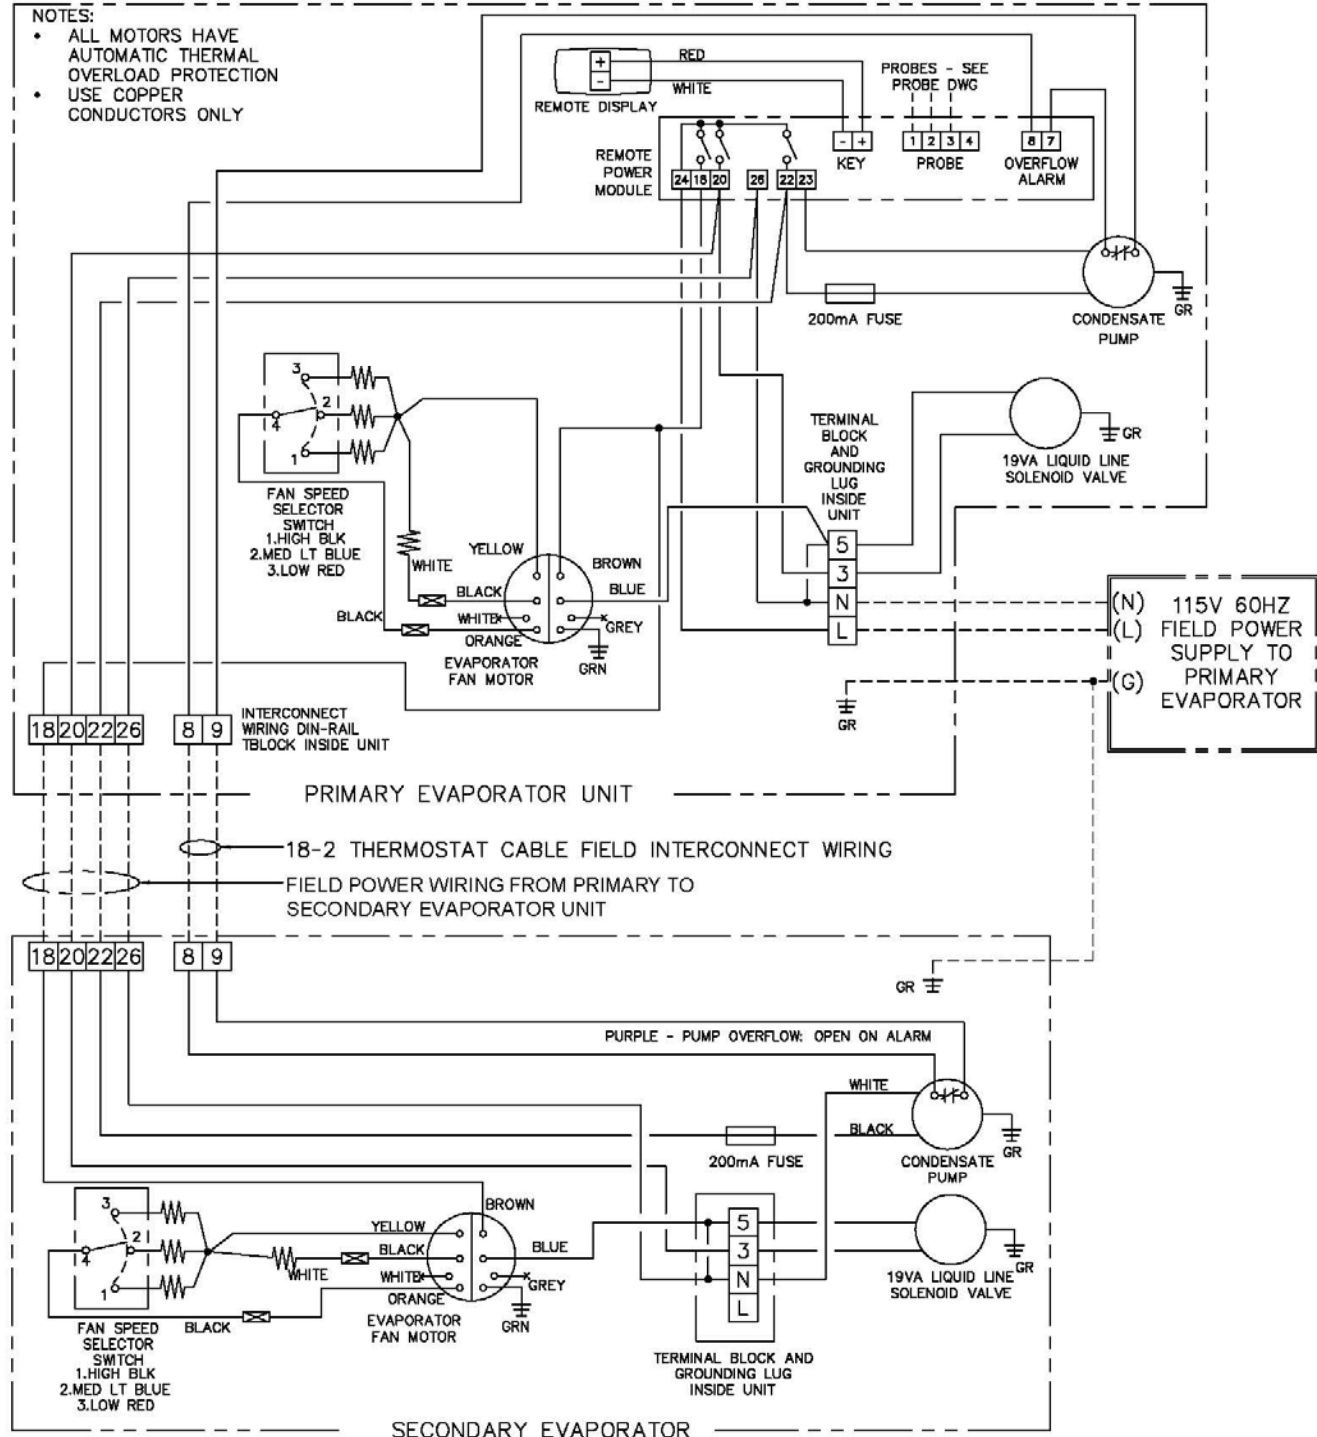 NOTES:
• ALL MOTORS HAVE
AUTOMATIC THERMAL
OVERLOAD PROTECTION
• USE COPPER
CONDUCTORS ONLY
+
-
REMOTE DISPLAY
RED
WHITE
PROBES - SEE
PROBE DWG
REMOTE
POWER
MODULE
24 18 20 26 22 23
- +
KEY
1 2 3 4
PROBE
8 7
OVERFLOW
ALARM
200mA FUSE
CONDENSATE
PUMP
GR
3
2
4
1
FAN SPEED
SELECTOR
SWITCH
1.HIGH BLK
2.MED LT BLUE
3.LOW RED
WHITE
YELLOW
BROWN
BLACK
BLUE
BLACK
WHITE
GREY
ORANGE
GRN
EVAPORATOR
FAN MOTOR
TERMINAL
BLOCK
AND
GROUNDING
LUG
INSIDE
UNIT
5
3
N
L
GR
19VA LIQUID LINE
SOLENOID VALVE
(N)
(L)
(G)
115V 60HZ
FIELD POWER
SUPPLY TO
PRIMARY
EVAPORATOR
GR
18 20 22 26
8 9
INTERCONNECT
WIRING DIN-RAIL
TBLOCK INSIDE UNIT
PRIMARY EVAPORATOR UNIT
18-2 THERMOSTAT CABLE FIELD INTERCONNECT WIRING
FIELD POWER WIRING FROM PRIMARY TO
SECONDARY EVAPORATOR UNIT
18 20 22 26
8 9
GR
PURPLE - PUMP OVERFLOW: OPEN ON ALARM
WHITE
BLACK
200mA FUSE
CONDENSATE
PUMP
GR
3
2
4
1
FAN SPEED
SELECTOR
SWITCH
1.HIGH BLK
2.MED LT BLUE
3.LOW RED
WHITE
BLACK
YELLOW
BROWN
BLACK
BLUE
WHITE
GREY
ORANGE
GRN
EVAPORATOR
FAN MOTOR
5
3
N
L
TERMINAL BLOCK AND
GROUNDING LUG
INSIDE UNIT
GR
19VA LIQUID LINE
SOLENOID VALVE
SECONDARY EVAPORATOR